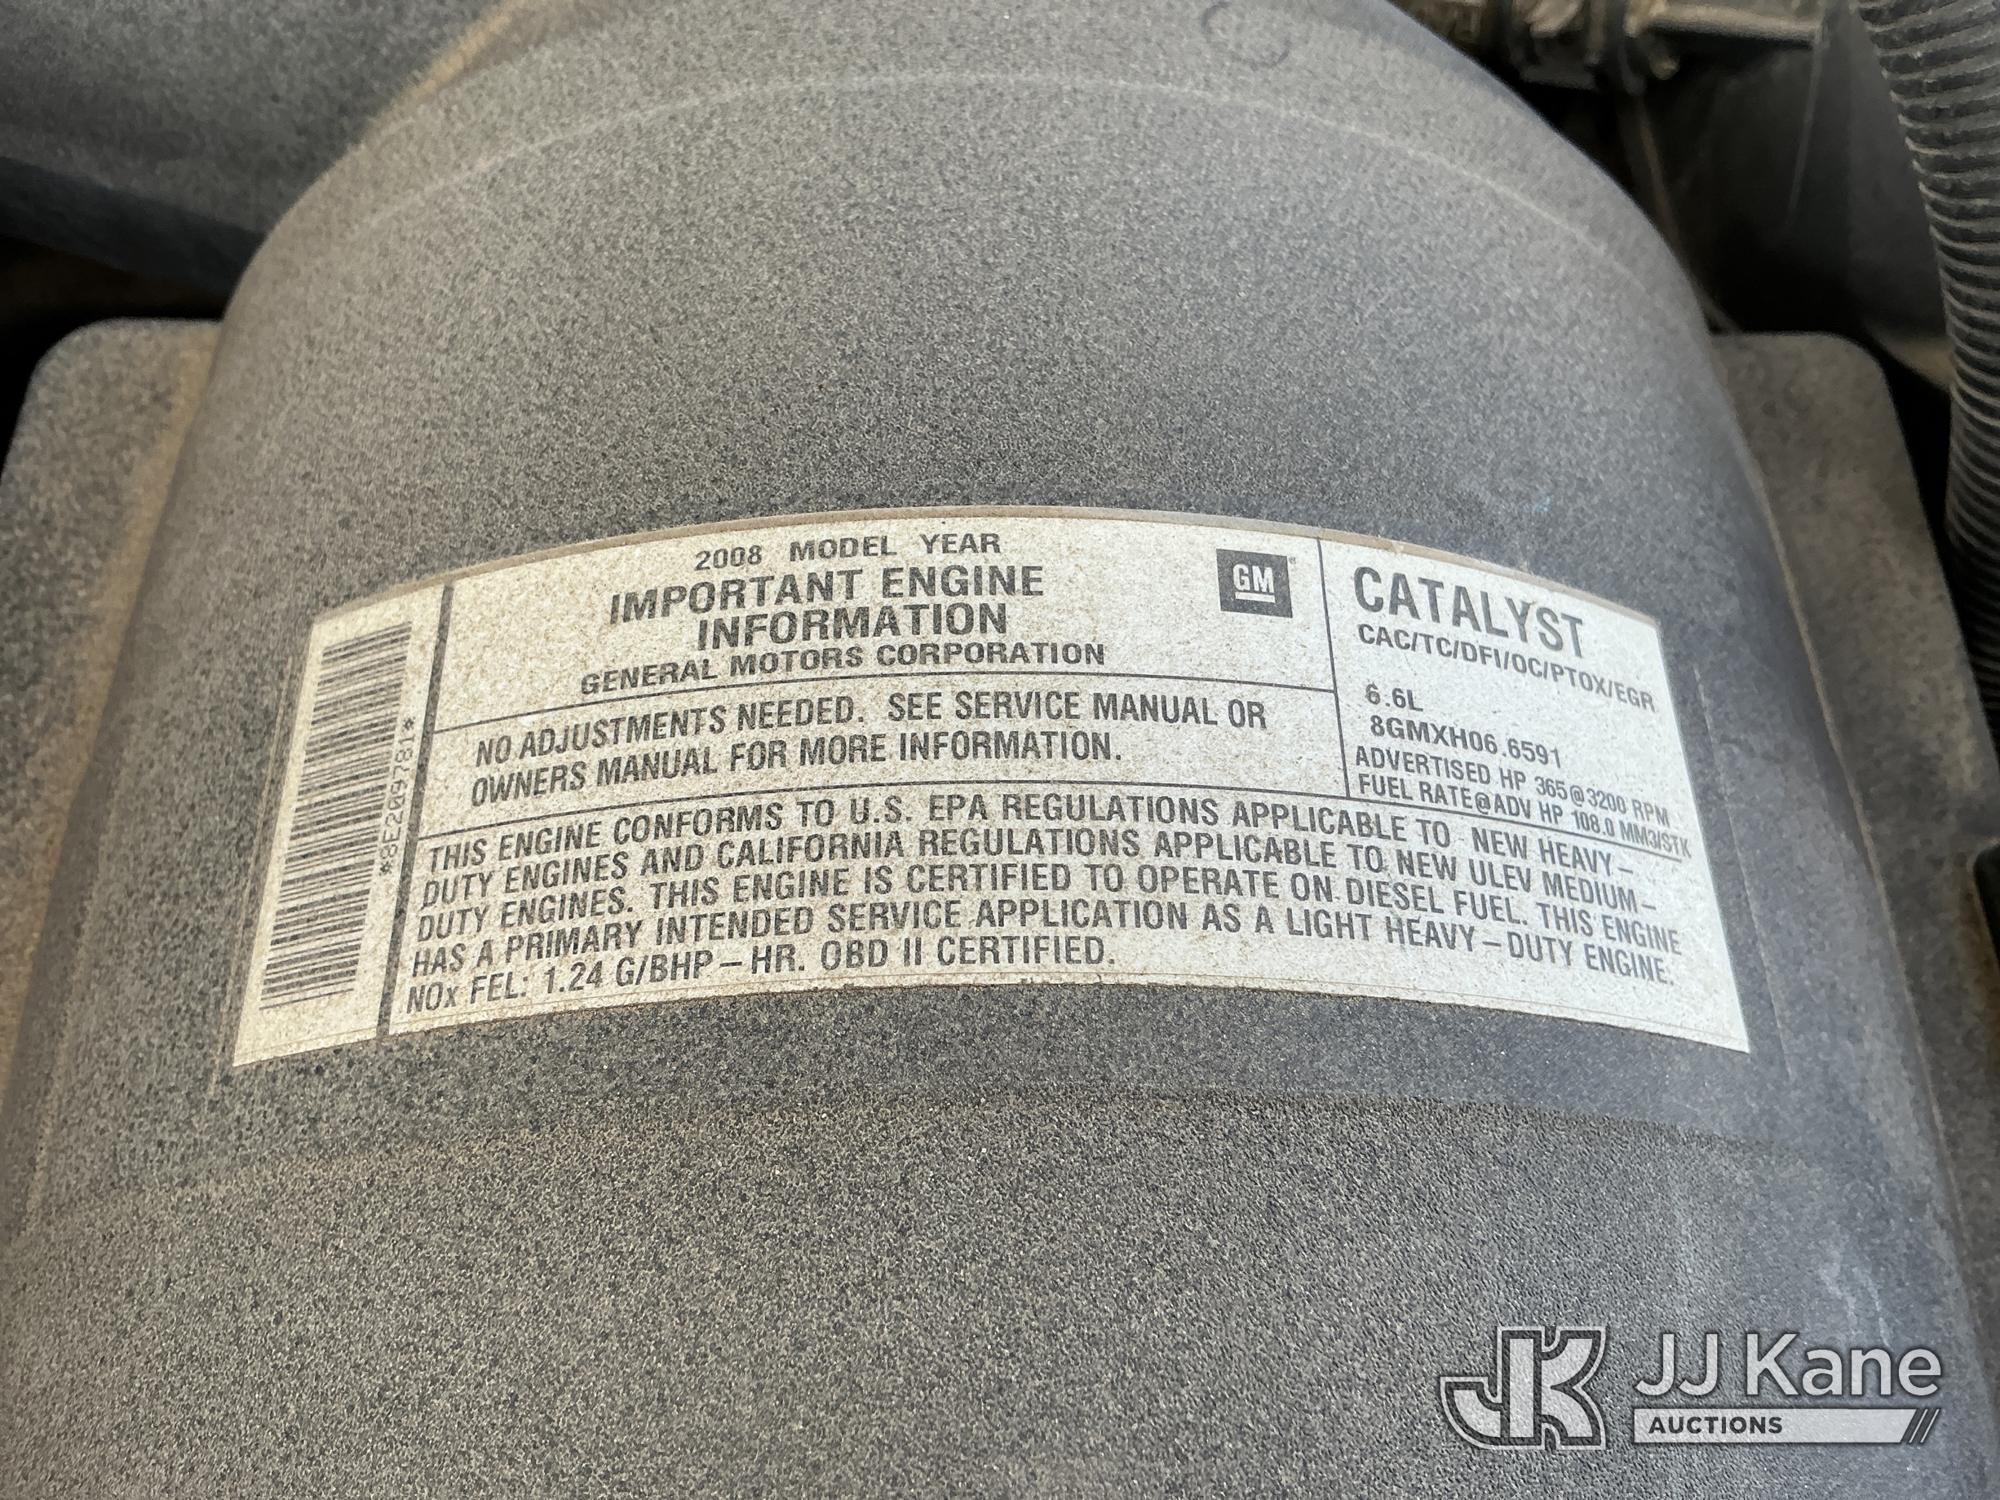 2008 MODEL YEAR
IMPORTANT ENGINE
INFORMATION
GENERAL MOTORS CORPORATION
GM
NO ADJUSTMENTS NEEDED. SEE SERVICE MANUAL OR
OWNERS MANUAL FOR MORE INFORMATION.
CATALYST
CAC/TC/DFI/OC/PTOX/EGR
6.6L
8GMXH06.6591
ADVERTISED HP 365@3200 RPM
FUEL RATE@ADV HP 108.0 MM3/STK
THIS ENGINE CONFORMS TO U.S. EPA REGULATIONS APPLICABLE TO NEW HEAVY-
DUTY ENGINES AND CALIFORNIA REGULATIONS APPLICABLE TO NEW ULEV MEDIUM-
DUTY ENGINES. THIS ENGINE IS CERTIFIED TO OPERATE ON DIESEL FUEL. THIS ENGINE
HAS A PRIMARY INTENDED SERVICE APPLICATION AS A LIGHT HEAVY-DUTY ENGINE.
NOx FEL: 1.24 G/BHP-HR. OBD II CERTIFIED.
JK JJ Kane
AUCTIONS